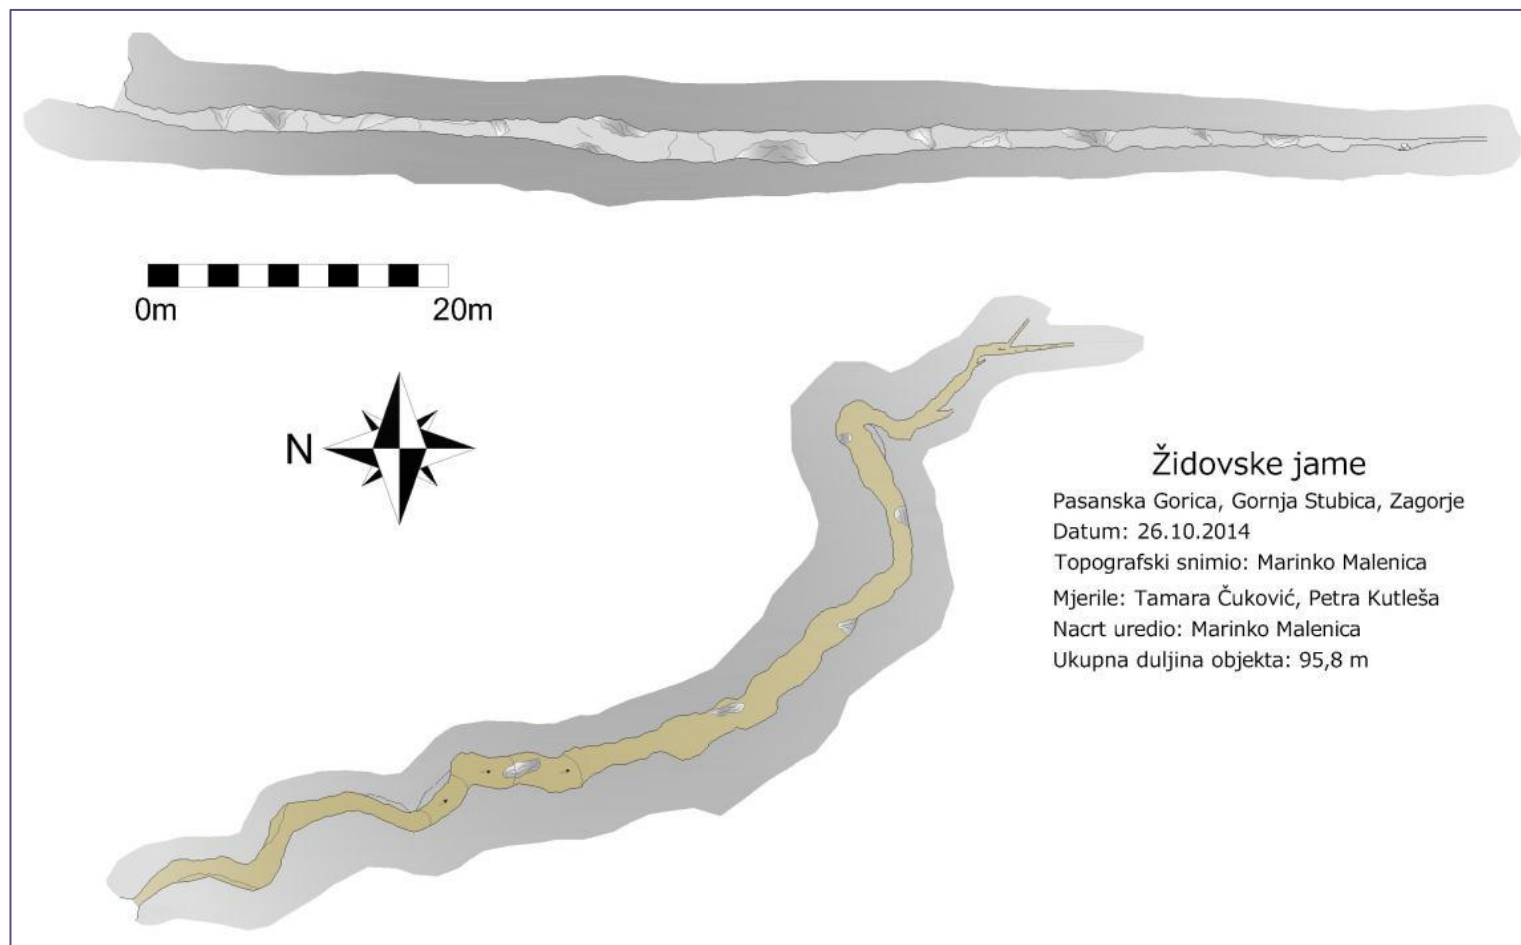 0m 20m
N
Židovske jame
Pasanska Gorica, Gornja Stubica, Zagorje
Datum: 26.10.2014
Topografski snimio: Marinko Malenica
Mjerile: Tamara Čuković, Petra Kutleša
Nacrt uredio: Marinko Malenica
Ukupna duljina objekta: 95,8 m